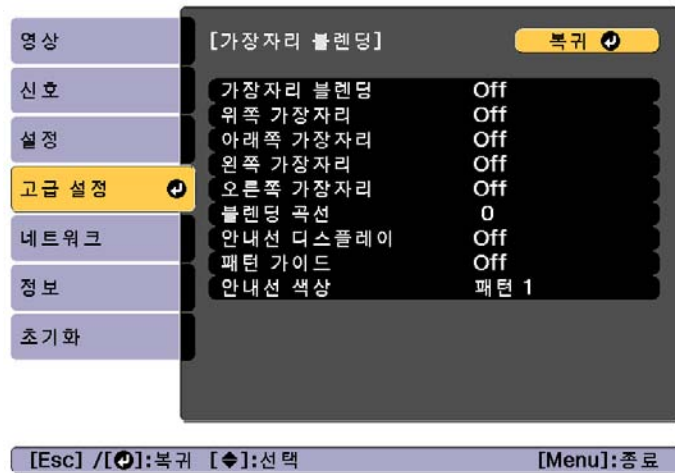 영상
신호
설정
고급 설정
네트워크
정보
초기화
[가장자리 블렌딩]
복귀
가장자리 블렌딩 Off
위쪽 가장자리 Off
아래쪽 가장자리 Off
왼쪽 가장자리 Off
오른쪽 가장자리 Off
블렌딩 곡선 0
안내선 디스플레이 Off
패턴 가이드 Off
안내선 색상 패턴 1
[Esc] /[⏎]:복귀 [◆]:선택 [Menu]:종료